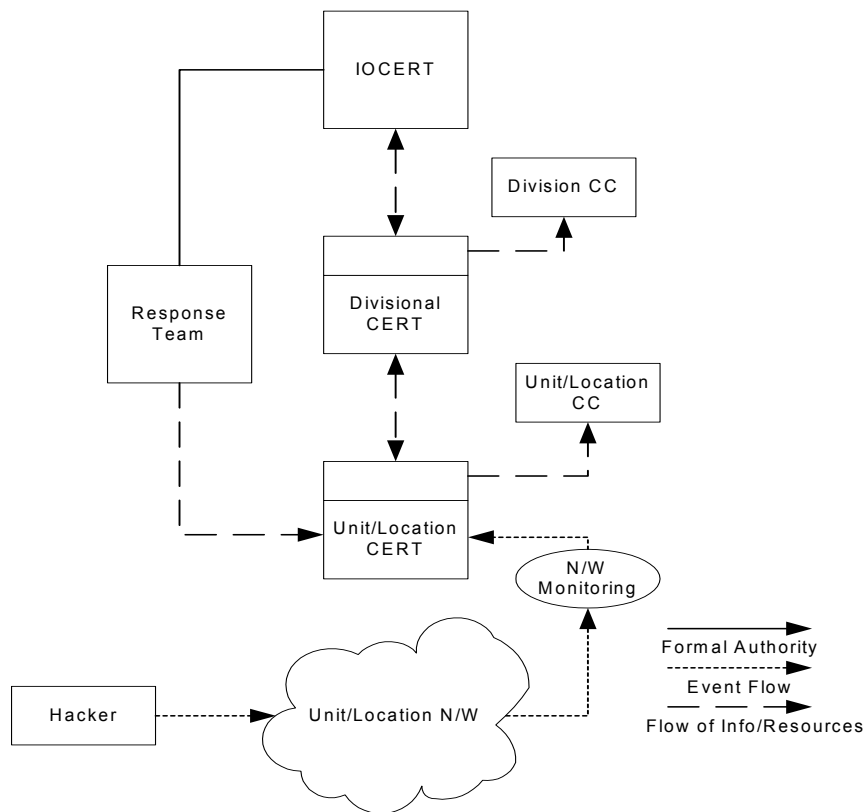 IOCERT
Division CC
Response
Team
Divisional
CERT
Unit/Location
CC
Unit/Location
CERT
N/W
Monitoring
Hacker
Unit/Location N/W
Formal Authority
Event Flow
Flow of Info/Resources